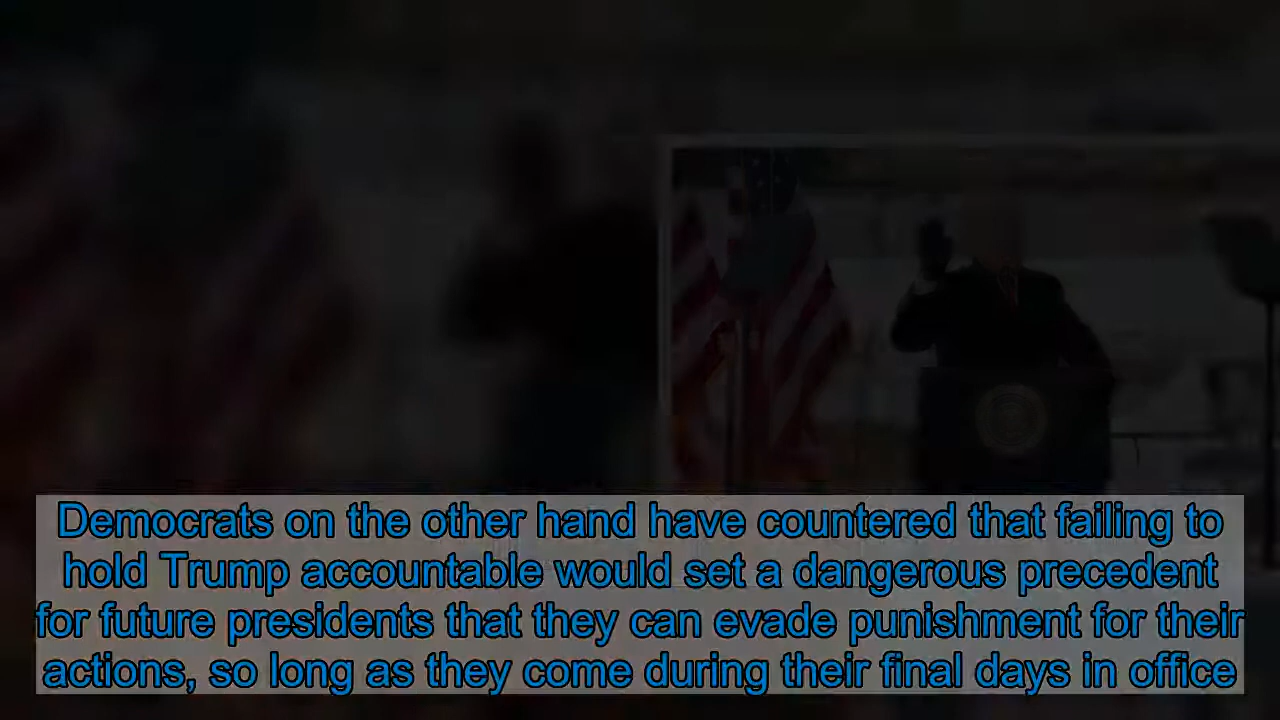 Democrats on the other hand have countered that failing to
hold Trump accountable would set a dangerous precedent
for future presidents that they can evade punishment for their
actions, so long as they come during their final days in office